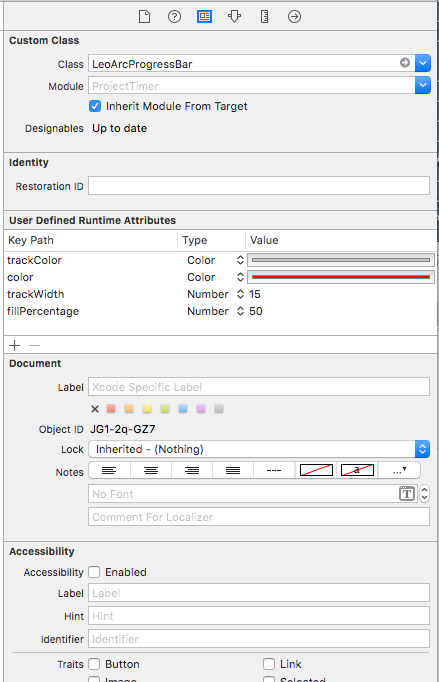 Custom Class
Class LeoArcProgressBar
Module ProjectTimer
Inherit Module From Target
Designables Up to date
Identity
Restoration ID
User Defined Runtime Attributes
Key Path Type Value
trackColor Color
color Color
trackWidth Number 15
fillPercentage Number 50
Document
Label Xcode Specific Label
Object ID JG1-2q-GZ7
Lock Inherited - (Nothing)
Notes --- a ...
No Font T
Comment For Localizer
Accessibility
Accessibility Enabled
Label Label
Hint Hint
Identifier Identifier
Traits Button Link
Image Selected